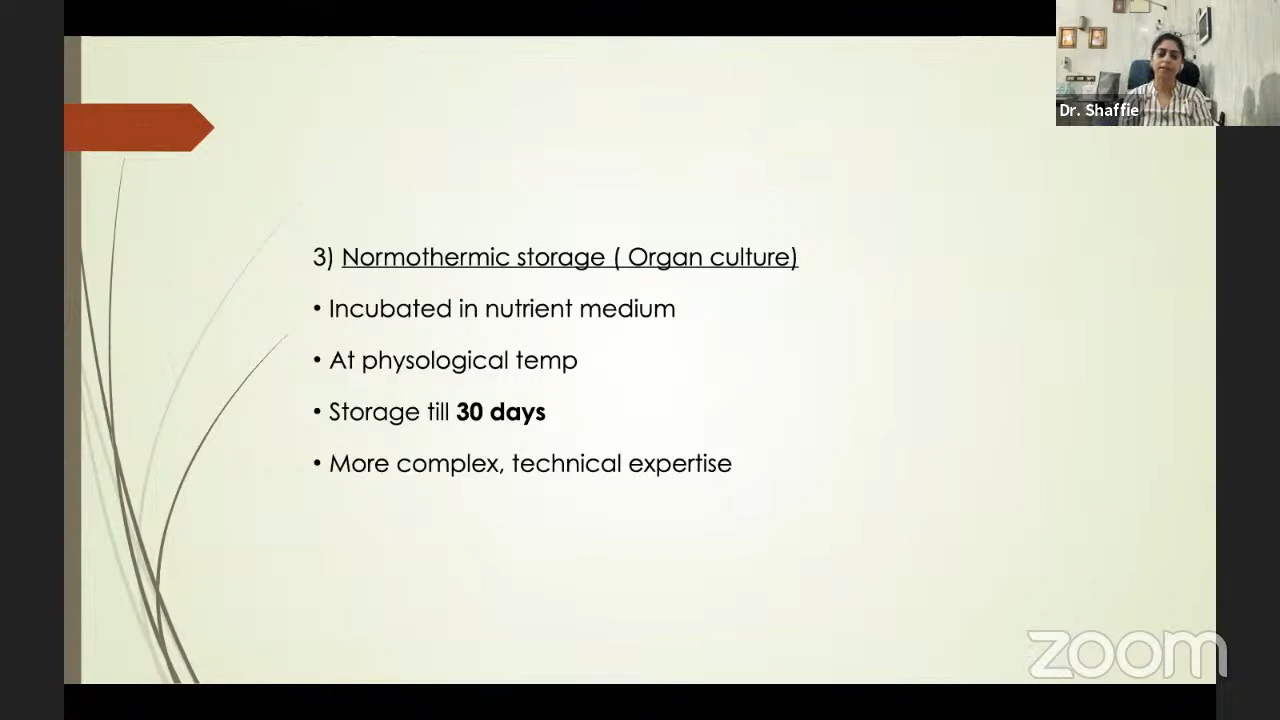 Dr. Shaffie
3) Normothermic storage ( Organ culture)
• Incubated in nutrient medium
• At physological temp
• Storage till 30 days
• More complex, technical expertise
zoom